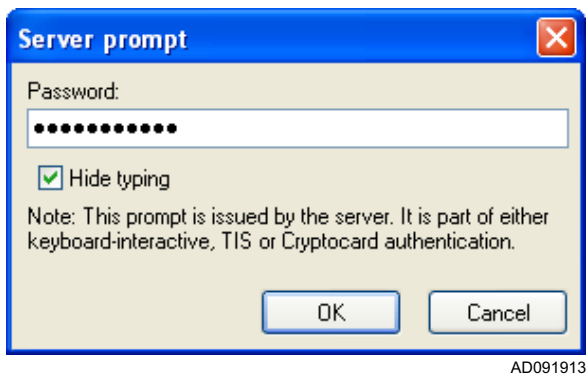 Server prompt
Password:
●●●●●●●●●●●
Hide typing
Note: This prompt is issued by the server. It is part of either
keyboard-interactive, TIS or Cryptocard authentication.
OK Cancel
AD091913